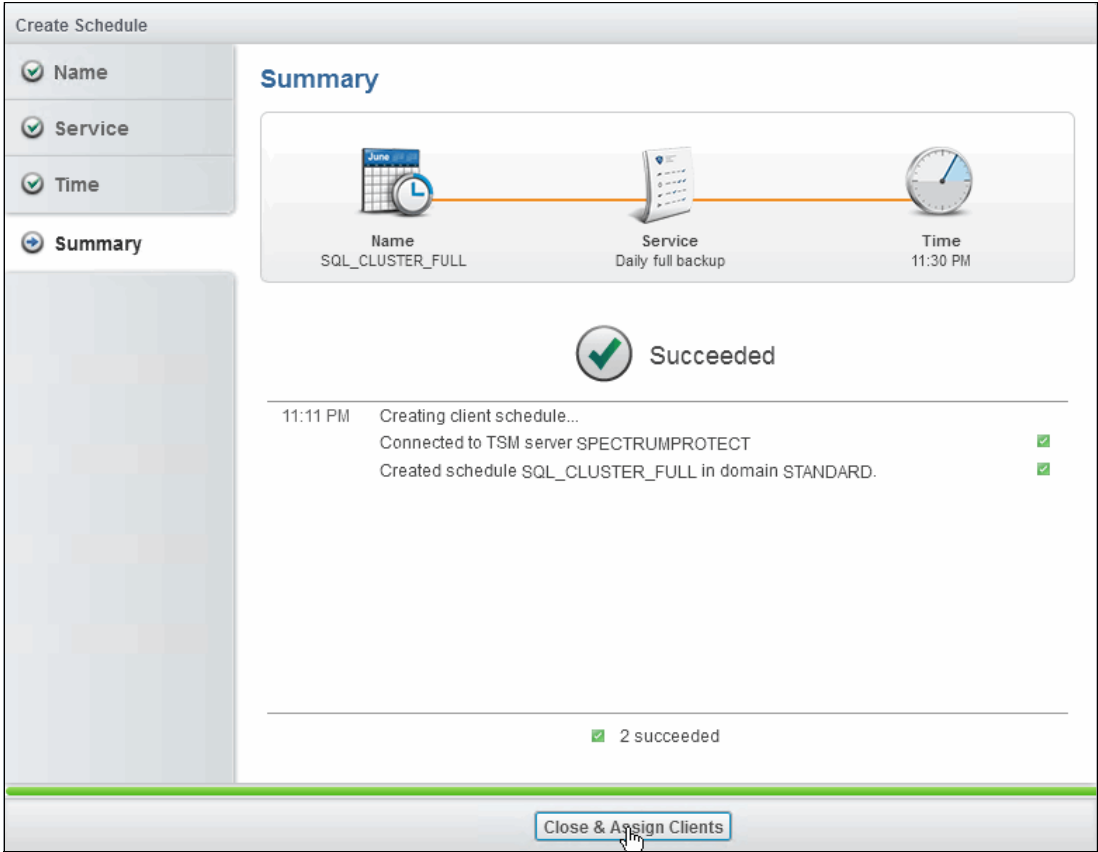 Create Schedule
Name
Service
Time
Summary
Summary
June
Name
SQL_CLUSTER_FULL
Service
Daily full backup
Time
11:30 PM
Succeeded
11:11 PM Creating client schedule...
Connected to TSM server SPECTRUMPROTECT
Created schedule SQL_CLUSTER_FULL in domain STANDARD.
2 succeeded
Close & Assign Clients